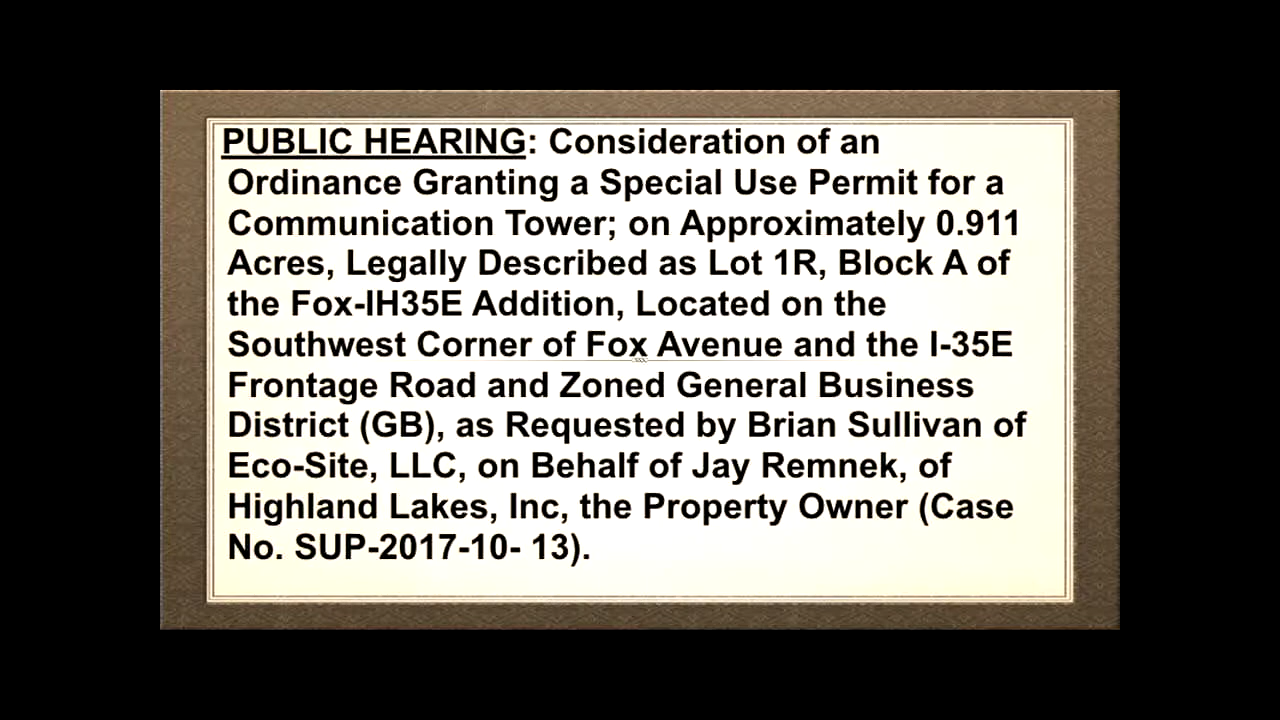 PUBLIC HEARING: Consideration of an
Ordinance Granting a Special Use Permit for a
Communication Tower; on Approximately 0.911
Acres, Legally Described as Lot 1R, Block A of
the Fox-IH35E Addition, Located on the
Southwest Corner of Fox Avenue and the I-35E
Frontage Road and Zoned General Business
District (GB), as Requested by Brian Sullivan of
Eco-Site, LLC, on Behalf of Jay Remnek, of
Highland Lakes, Inc, the Property Owner (Case
No. SUP-2017-10- 13).